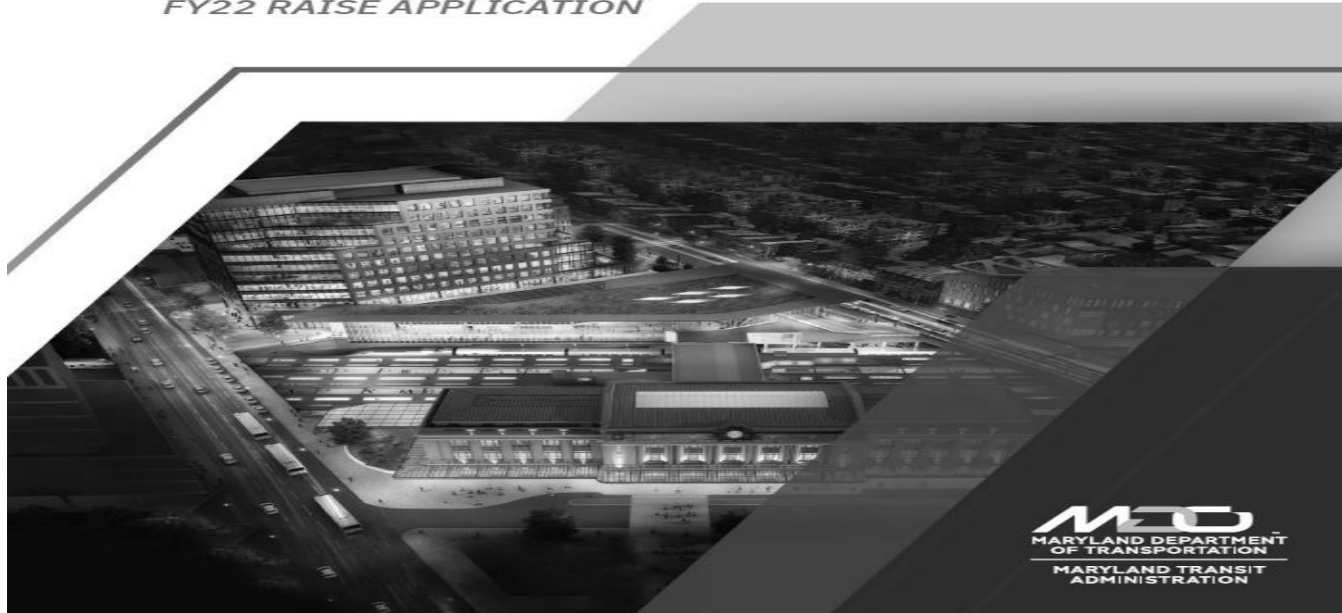 FY22 RAISE APPLICATION
MARYLAND DEPARTMENT
OF TRANSPORTATION
MARYLAND TRANSIT
ADMINISTRATION